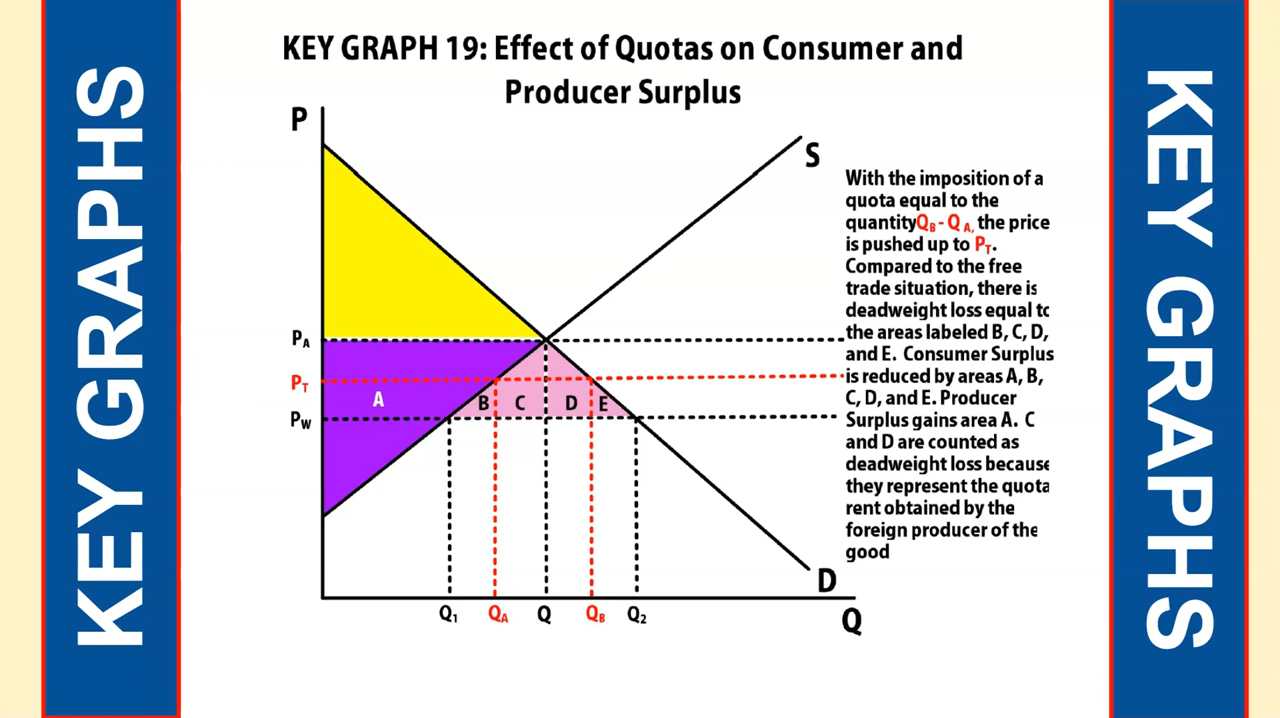 KEY GRAPHS
KEY GRAPH 19: Effect of Quotas on Consumer and
Producer Surplus
P
S
With the imposition of a
quota equal to the
quantityQB - Q A, the price
is pushed up to PT.
Compared to the free
trade situation, there is
deadweight loss equal to
the areas labeled B, C, D,
and E. Consumer Surplus
is reduced by areas A, B,
C, D, and E. Producer
Surplus gains area A. C
and D are counted as
deadweight loss because
they represent the quota
rent obtained by the
foreign producer of the
good
PA
PT
PW
A
B
C
D
E
D
Q1
QA
Q
QB
Q2
Q
KEY GRAPHS